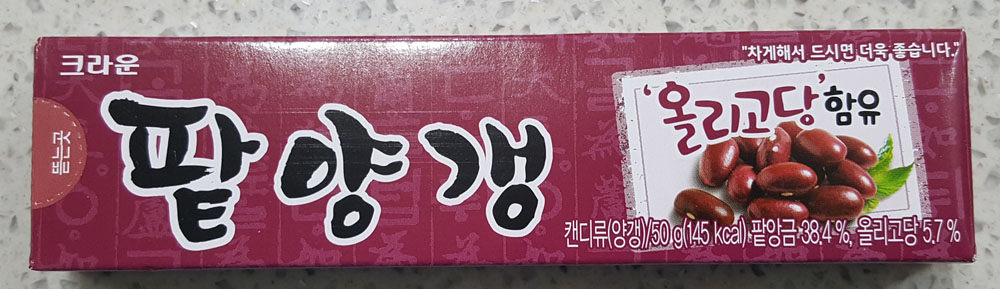 크라운
뜯는곳
팥양갱
"차게해서 드시면 더욱 좋습니다."
'올리고당' 함유
캔디류(양갱)/50 g(145 kcal) 팥앙금 38.4 %, 올리고당 5.7 %